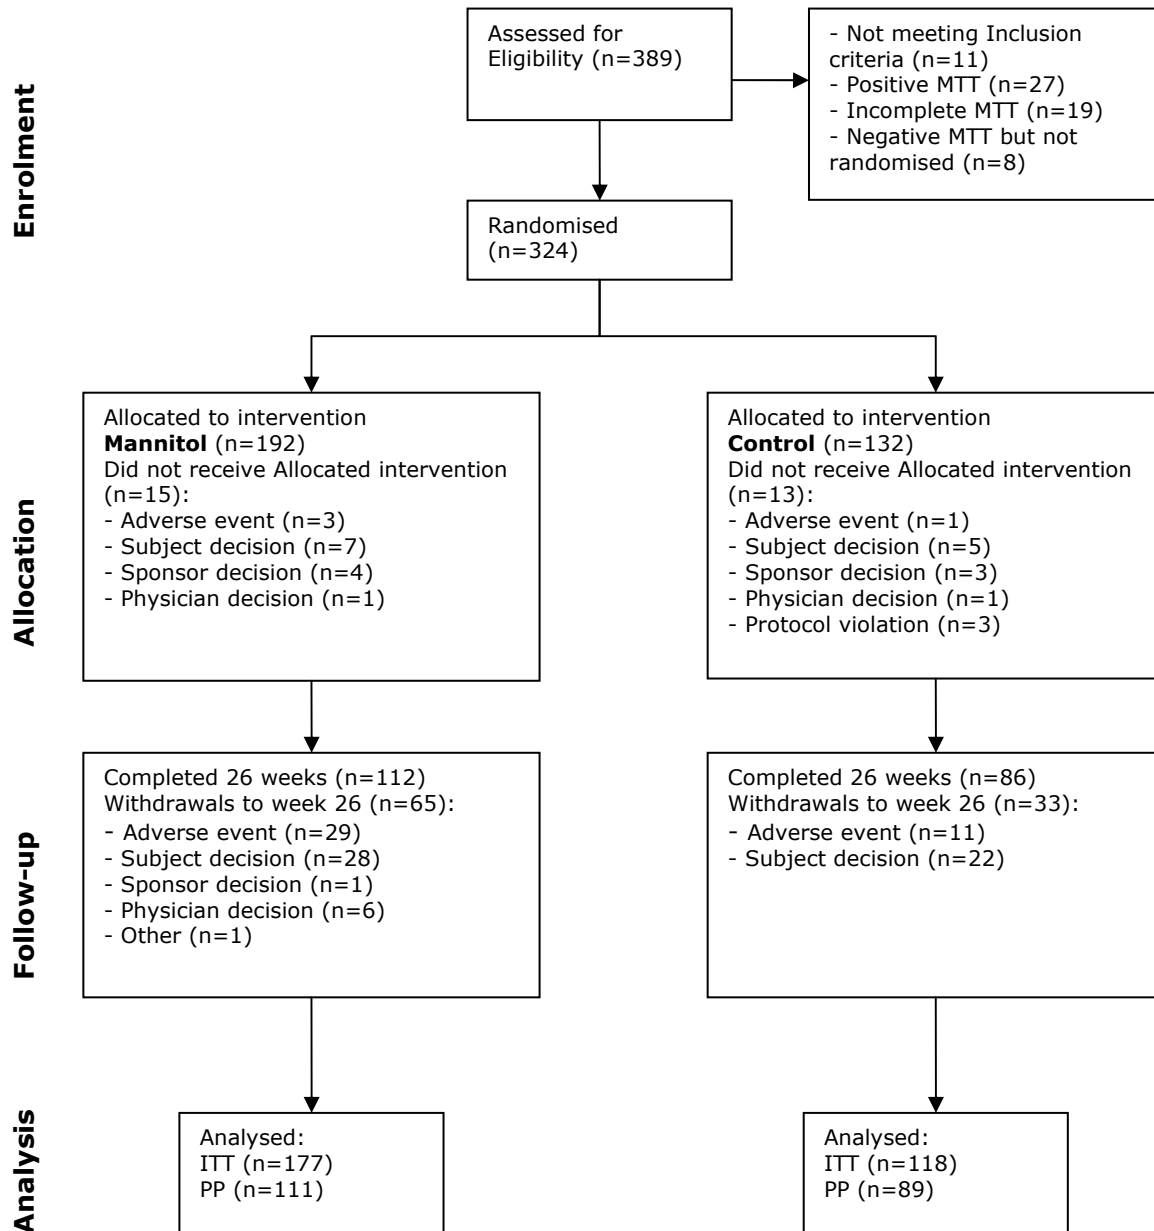 Enrolment
Assessed for
Eligibility (n=389)
- Not meeting Inclusion
criteria (n=11)
- Positive MTT (n=27)
- Incomplete MTT (n=19)
- Negative MTT but not
randomised (n=8)
Randomised
(n=324)
Allocation
Allocated to intervention
Mannitol (n=192)
Did not receive Allocated intervention
(n=15):
- Adverse event (n=3)
- Subject decision (n=7)
- Sponsor decision (n=4)
- Physician decision (n=1)
Allocated to intervention
Control (n=132)
Did not receive Allocated intervention
(n=13):
- Adverse event (n=1)
- Subject decision (n=5)
- Sponsor decision (n=3)
- Physician decision (n=1)
- Protocol violation (n=3)
Follow-up
Completed 26 weeks (n=112)
Withdrawals to week 26 (n=65):
- Adverse event (n=29)
- Subject decision (n=28)
- Sponsor decision (n=1)
- Physician decision (n=6)
- Other (n=1)
Completed 26 weeks (n=86)
Withdrawals to week 26 (n=33):
- Adverse event (n=11)
- Subject decision (n=22)
Analysis
Analysed:
ITT (n=177)
PP (n=111)
Analysed:
ITT (n=118)
PP (n=89)